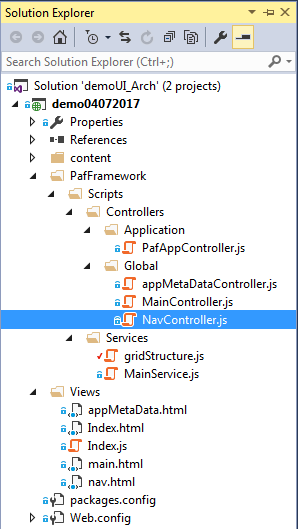 Solution Explorer
Search Solution Explorer (Ctrl+;)
Solution 'demoUI_Arch' (2 projects)
demo04072017
Properties
References
content
PafFramework
Scripts
Controllers
Application
PafAppController.js
Global
appMetaDataController.js
MainController.js
NavController.js
Services
gridStructure.js
MainService.js
Views
appMetaData.html
Index.html
Index.js
main.html
nav.html
packages.config
Web.config